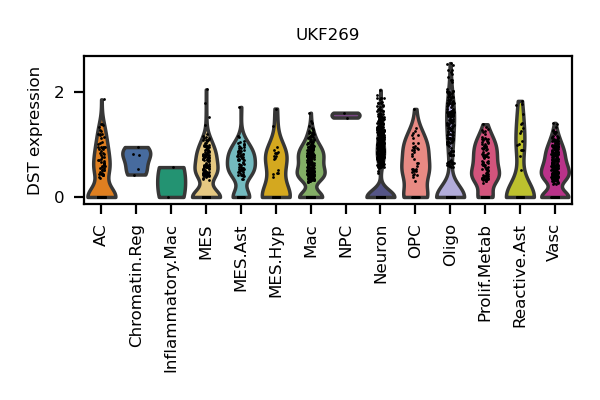 UKF269
DST expression
2
0
AC
Chromatin.Reg
Inflammatory.Mac
MES
MES.Ast
MES.Hyp
Mac
NPC
Neuron
OPC
Oligo
Prolif.Metab
Reactive.Ast
Vasc